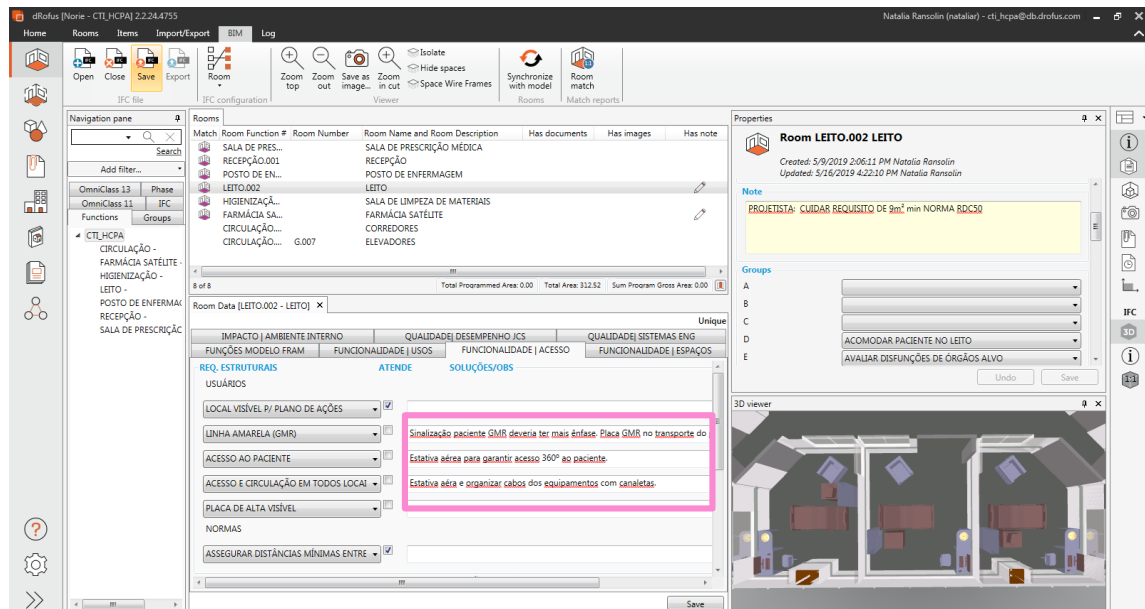 dRofus [Norie - CTI_HCPA] 2.2.24.4755
Natalia Ransolin (nataliar) - cti_hcpa@db.drofus.com
Home Rooms Items Import/Export BIM Log
Open Close Save Export
Room
Zoom top
Zoom out
Save as image...
Zoom in cut
Isolate
Hide spaces
Space Wire Frames
Synchronize with model
Room match
IFC file
IFC configuration
Viewer
Rooms
Match reports
Navigation pane
Search
Add filter...
OmniClass 13 Phase
OmniClass 11 IFC
Functions Groups
CTI_HCPA
CIRCULAÇÃO -
FARMÁCIA SATÉLITE -
HIGIENIZAÇÃO -
LEITO -
POSTO DE ENFERMAG
RECEPÇÃO -
SALA DE PRESCRIÇÃC
Rooms
Match Room Function # Room Number Room Name and Room Description Has documents Has images Has note
SALA DE PRES... SALA DE PRESCRIÇÃO MÉDICA
RECEPÇÃO.001 RECEPÇÃO
POSTO DE EN... POSTO DE ENFERMAGEM
LEITO.002 LEITO
HIGIENIZAÇÃ... SALA DE LIMPEZA DE MATERIAIS
FARMÁCIA SA... FARMÁCIA SATÉLITE
CIRCULAÇÃO.... CORREDORES
CIRCULAÇÃO.... G.007 ELEVADORES
8 of 8 Total Programmed Area: 0.00 Total Area: 312.52 Sum Program Gross Area: 0.00
Room Data [LEITO.002 - LEITO] X
Unique
IMPACTO | AMBIENTE INTERNO QUALIDADE| DESEMPENHO JCS QUALIDADE| SISTEMAS ENG
FUNÇÕES MODELO FRAM FUNCIONALIDADE | USOS FUNCIONALIDADE | ACESSO FUNCIONALIDADE | ESPAÇOS
REQ. ESTRUTURAIS ATENDE SOLUÇÕES/OBS
USUÁRIOS
LOCAL VISÍVEL P/ PLANO DE AÇÕES
LINHA AMARELA (GMR) Sinalização paciente GMR deveria ter mais ênfase. Placa GMR no transporte do
ACESSO AO PACIENTE Estativa aérea para garantir acesso 360º ao paciente.
ACESSO E CIRCULAÇÃO EM TODOS LOCAI Estativa aéra e organizar cabos dos equipamentos com canaletas.
PLACA DE ALTA VISÍVEL
NORMAS
ASSEGURAR DISTÂNCIAS MÍNIMAS ENTRE
Save
Properties
Room LEITO.002 LEITO
Created: 5/9/2019 2:06:11 PM Natalia Ransolin
Updated: 5/16/2019 4:22:10 PM Natalia Ransolin
Note
PROJETISTA: CUIDAR REQUISITO DE 9m² min NORMA RDC50
Groups
A
B
C
D ACOMODAR PACIENTE NO LEITO
E AVALIAR DISFUNÇÕES DE ÓRGÃOS ALVO
Undo Save
3D viewer
IFC
3D
1:1